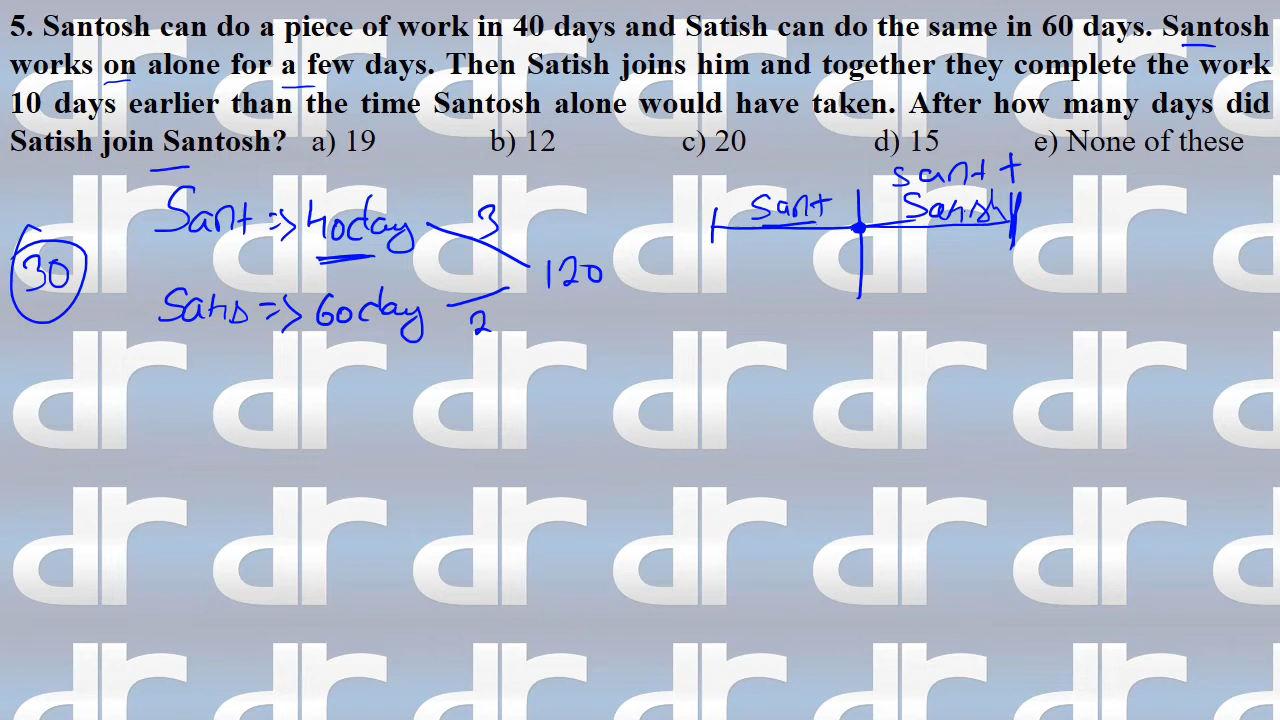 5. Santosh can do a piece of work in 40 days and Satish can do the same in 60 days. Santosh
works on alone for a few days. Then Satish joins him and together they complete the work
10 days earlier than the time Santosh alone would have taken. After how many days did
Satish join Santosh? a) 19 b) 12 c) 20 d) 15 e) None of these
Sant => 40day 3
120
Satis => 60day 2
30
Sant
Sant +
Satish